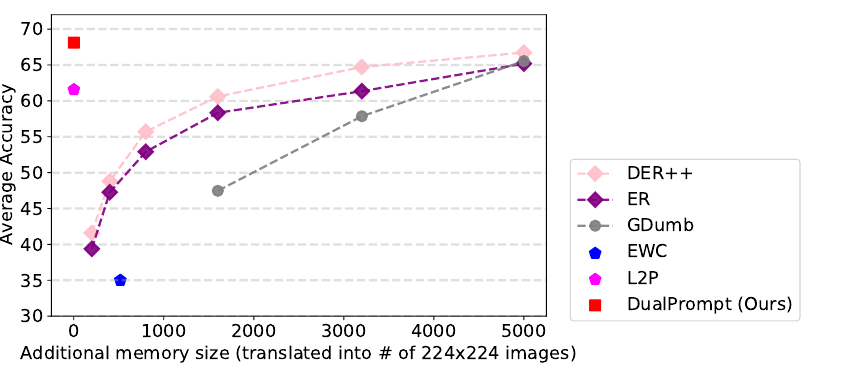 70
65
60
55
50
45
40
35
30
Average Accuracy
0 1000 2000 3000 4000 5000
Additional memory size (translated into # of 224x224 images)
DER++
ER
GDumb
EWC
L2P
DualPrompt (Ours)